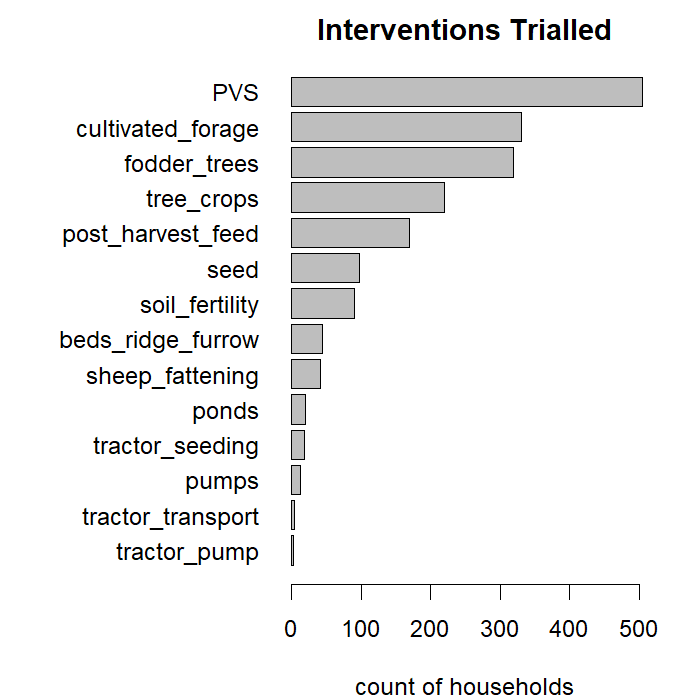 Interventions Trialled
PVS
cultivated_forage
fodder_trees
tree_crops
post_harvest_feed
seed
soil_fertility
beds_ridge_furrow
sheep_fattening
ponds
tractor_seeding
pumps
tractor_transport
tractor_pump
0 100 200 300 400 500
count of households